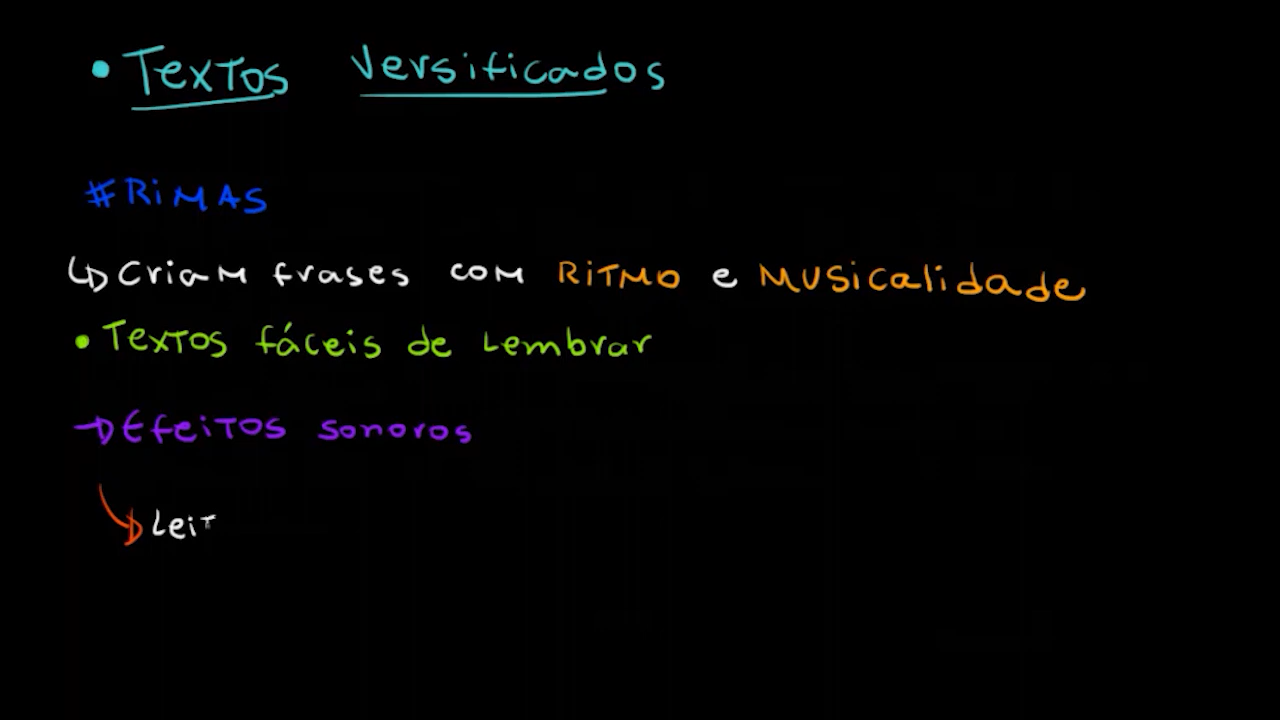 • Textos versificados
#RIMAS
↳ Criam frases com RITMO e Musicalidade
• Textos fáceis de lembrar
→ Efeitos sonoros
↳ Leit